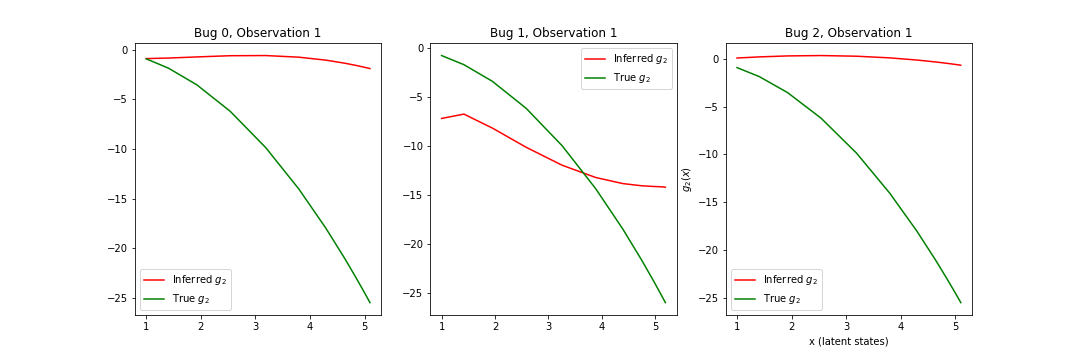 Bug 0, Observation 1
0
−5
−10
−15
−20
−25
Inferred g₂
True g₂
1 2 3 4 5
Bug 1, Observation 1
0
−5
−10
−15
−20
−25
Inferred g₂
True g₂
1 2 3 4 5
Bug 2, Observation 1
g₂(x)
0
−5
−10
−15
−20
−25
Inferred g₂
True g₂
1 2 3 4 5
x (latent states)